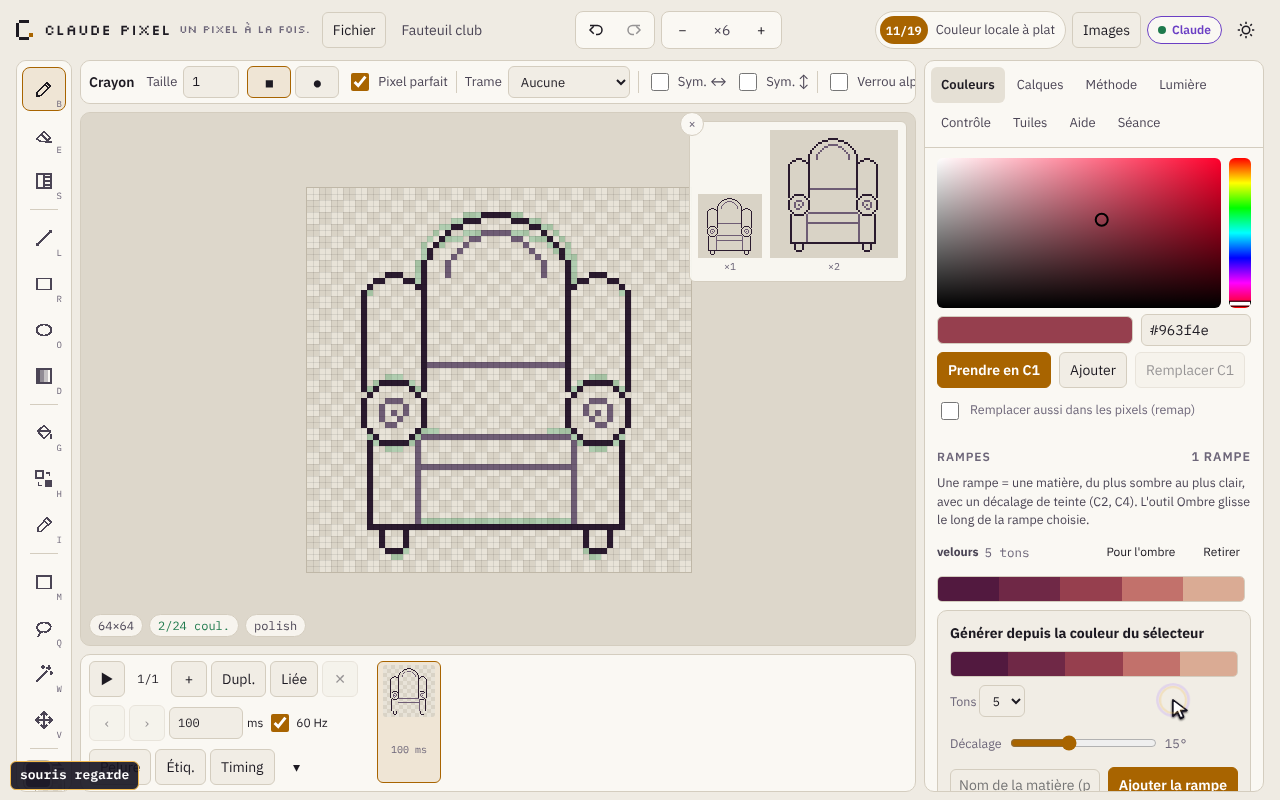 CLAUDE PIXEL UN PIXEL À LA FOIS. Fichier Fauteuil club − ×6 + 11/19 Couleur locale à plat Images Claude
Crayon Taille 1 Pixel parfait Trame Aucune Sym. ↔ Sym. ↕ Verrou alp
B
E
S
L
R
O
D
G
H
I
M
Q
W
V
×
×1 ×2
64×64 2/24 coul. polish
1/1 + Dupl. Liée ×
‹ › 100 ms 60 Hz
Étiq. Timing ▼
100 ms
souris regarde
Couleurs Calques Méthode Lumière
Contrôle Tuiles Aide Séance
#963f4e
Prendre en C1 Ajouter Remplacer C1
Remplacer aussi dans les pixels (remap)
RAMPES 1 RAMPE
Une rampe = une matière, du plus sombre au plus clair,
avec un décalage de teinte (C2, C4). L'outil Ombre glisse
le long de la rampe choisie.
velours 5 tons Pour l'ombre Retirer
Générer depuis la couleur du sélecteur
Tons 5
Décalage 15°
Nom de la matière (p Ajouter la rampe